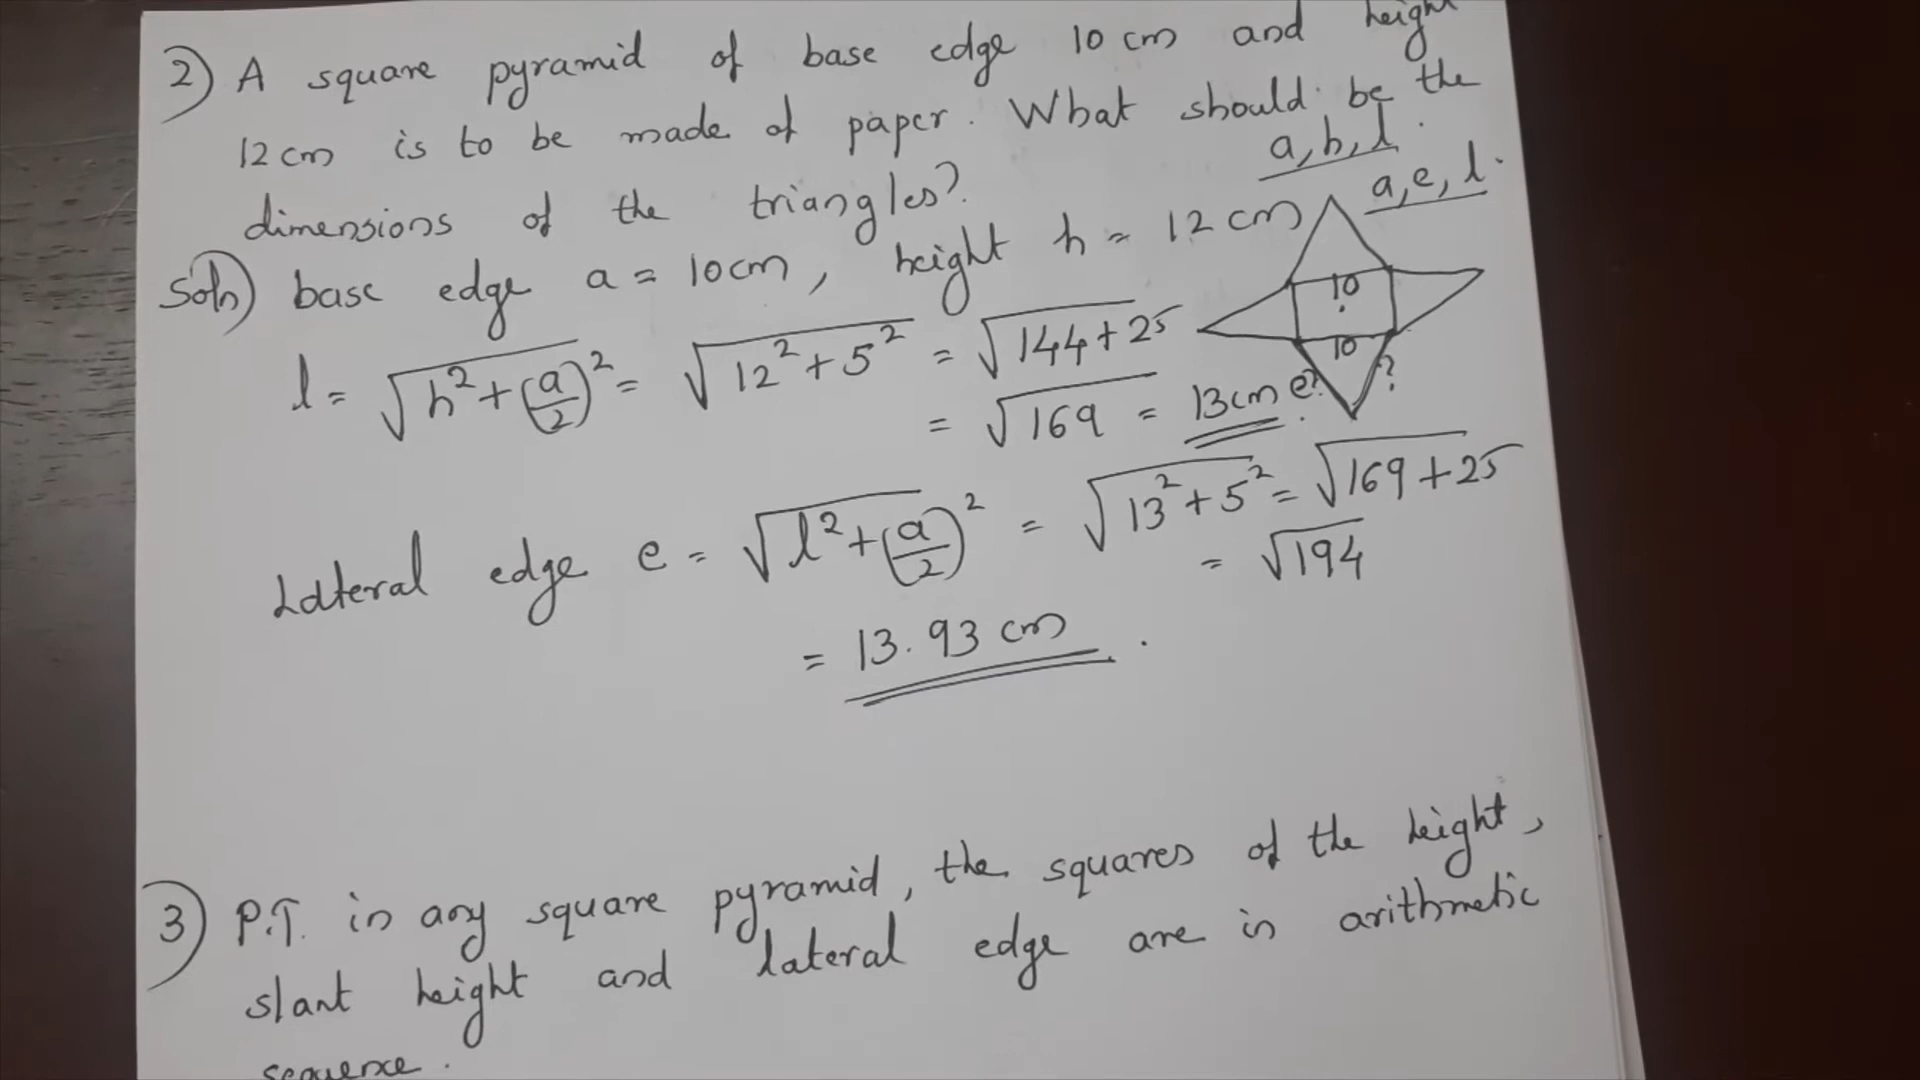 2) A square pyramid of base edge 10 cm and height
12 cm is to be made of paper. What should be the
dimensions of the triangles?
a, h, l.
a, e, l.
Soln) base edge a = 10cm, height h = 12 cm
l = √(h² + (a/2)²) = √(12² + 5²) = √(144+25)
= √169 = 13cm
10
10
e?
?
Lateral edge e = √(l² + (a/2)²) = √(13² + 5²) = √(169+25)
= √194
= 13.93 cm.
3) P.T. in any square pyramid, the squares of the height,
slant height and lateral edge are in arithmetic
sequence.